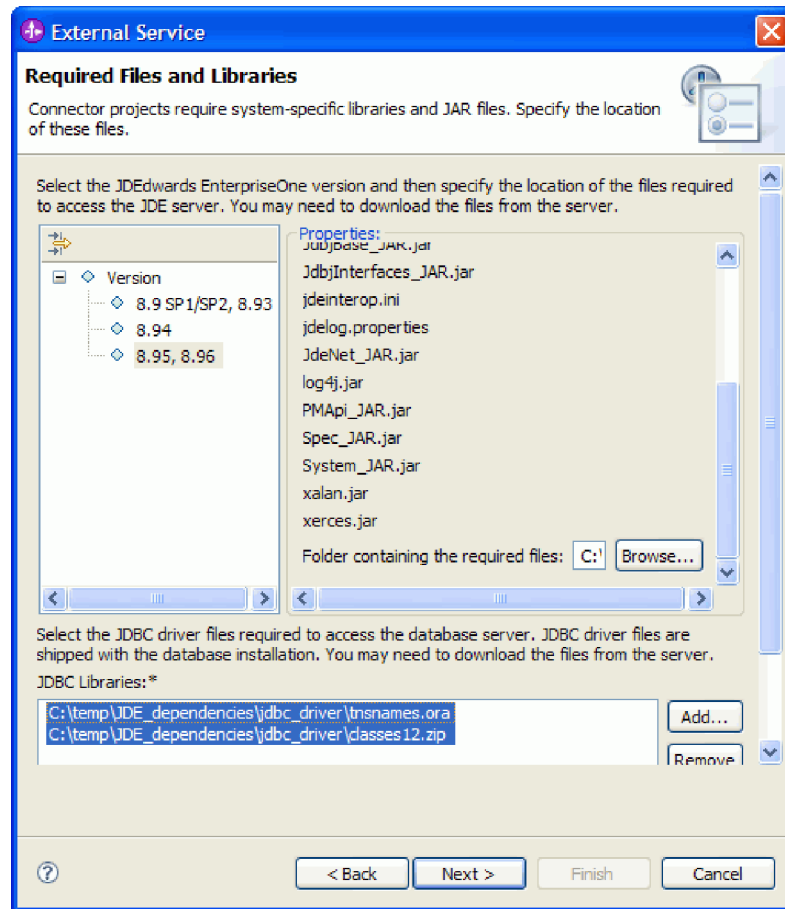 External Service
Required Files and Libraries
Connector projects require system-specific libraries and JAR files. Specify the location
of these files.
Select the JDEdwards EnterpriseOne version and then specify the location of the files required
to access the JDE server. You may need to download the files from the server.
Version
8.9 SP1/SP2, 8.93
8.94
8.95, 8.96
Properties:
JdbjBase_JAR.jar
JdbjInterfaces_JAR.jar
jdeinterop.ini
jdelog.properties
JdeNet_JAR.jar
log4j.jar
PMApi_JAR.jar
Spec_JAR.jar
System_JAR.jar
xalan.jar
xerces.jar
Folder containing the required files: C:\ Browse...
Select the JDBC driver files required to access the database server. JDBC driver files are
shipped with the database installation. You may need to download the files from the server.
JDBC Libraries:*
C:\temp\JDE_dependencies\jdbc_driver\tnsnames.ora
C:\temp\JDE_dependencies\jdbc_driver\classes12.zip
Add...
Remove
? < Back Next > Finish Cancel